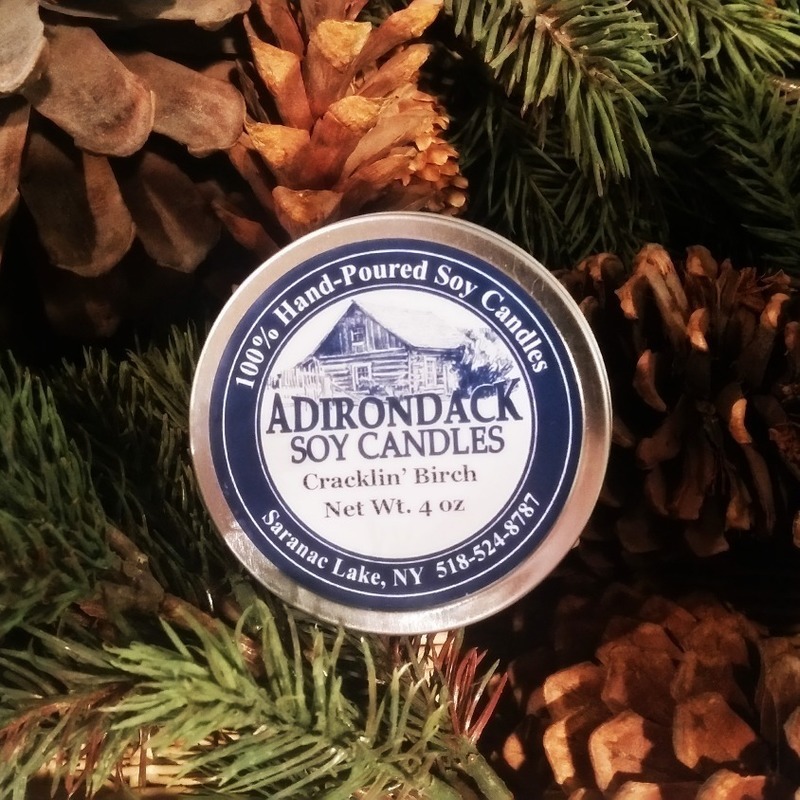 100% Hand-Poured Soy Candles
ADIRONDACK
SOY CANDLES
Cracklin' Birch
Net Wt. 4 oz
Saranac Lake, NY 518-524-8787